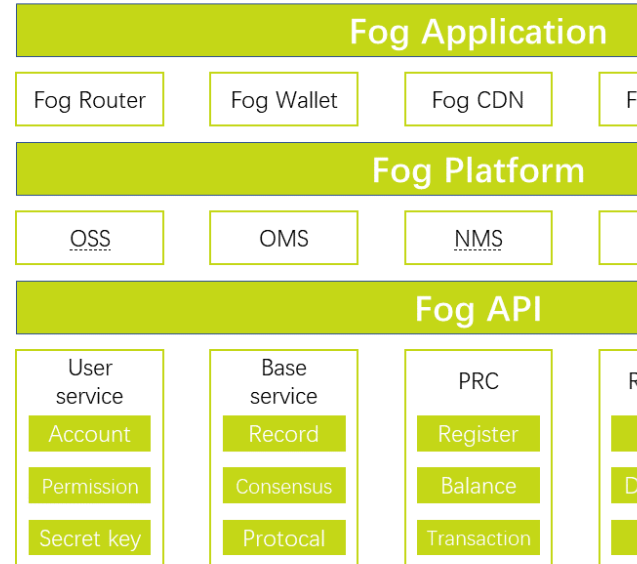 Fog Application
Fog Router
Fog Wallet
Fog CDN
F
Fog Platform
OSS
OMS
NMS
Fog API
User
service
Account
Permission
Secret key
Base
service
Record
Consensus
Protocal
PRC
Register
Balance
Transaction
R
D